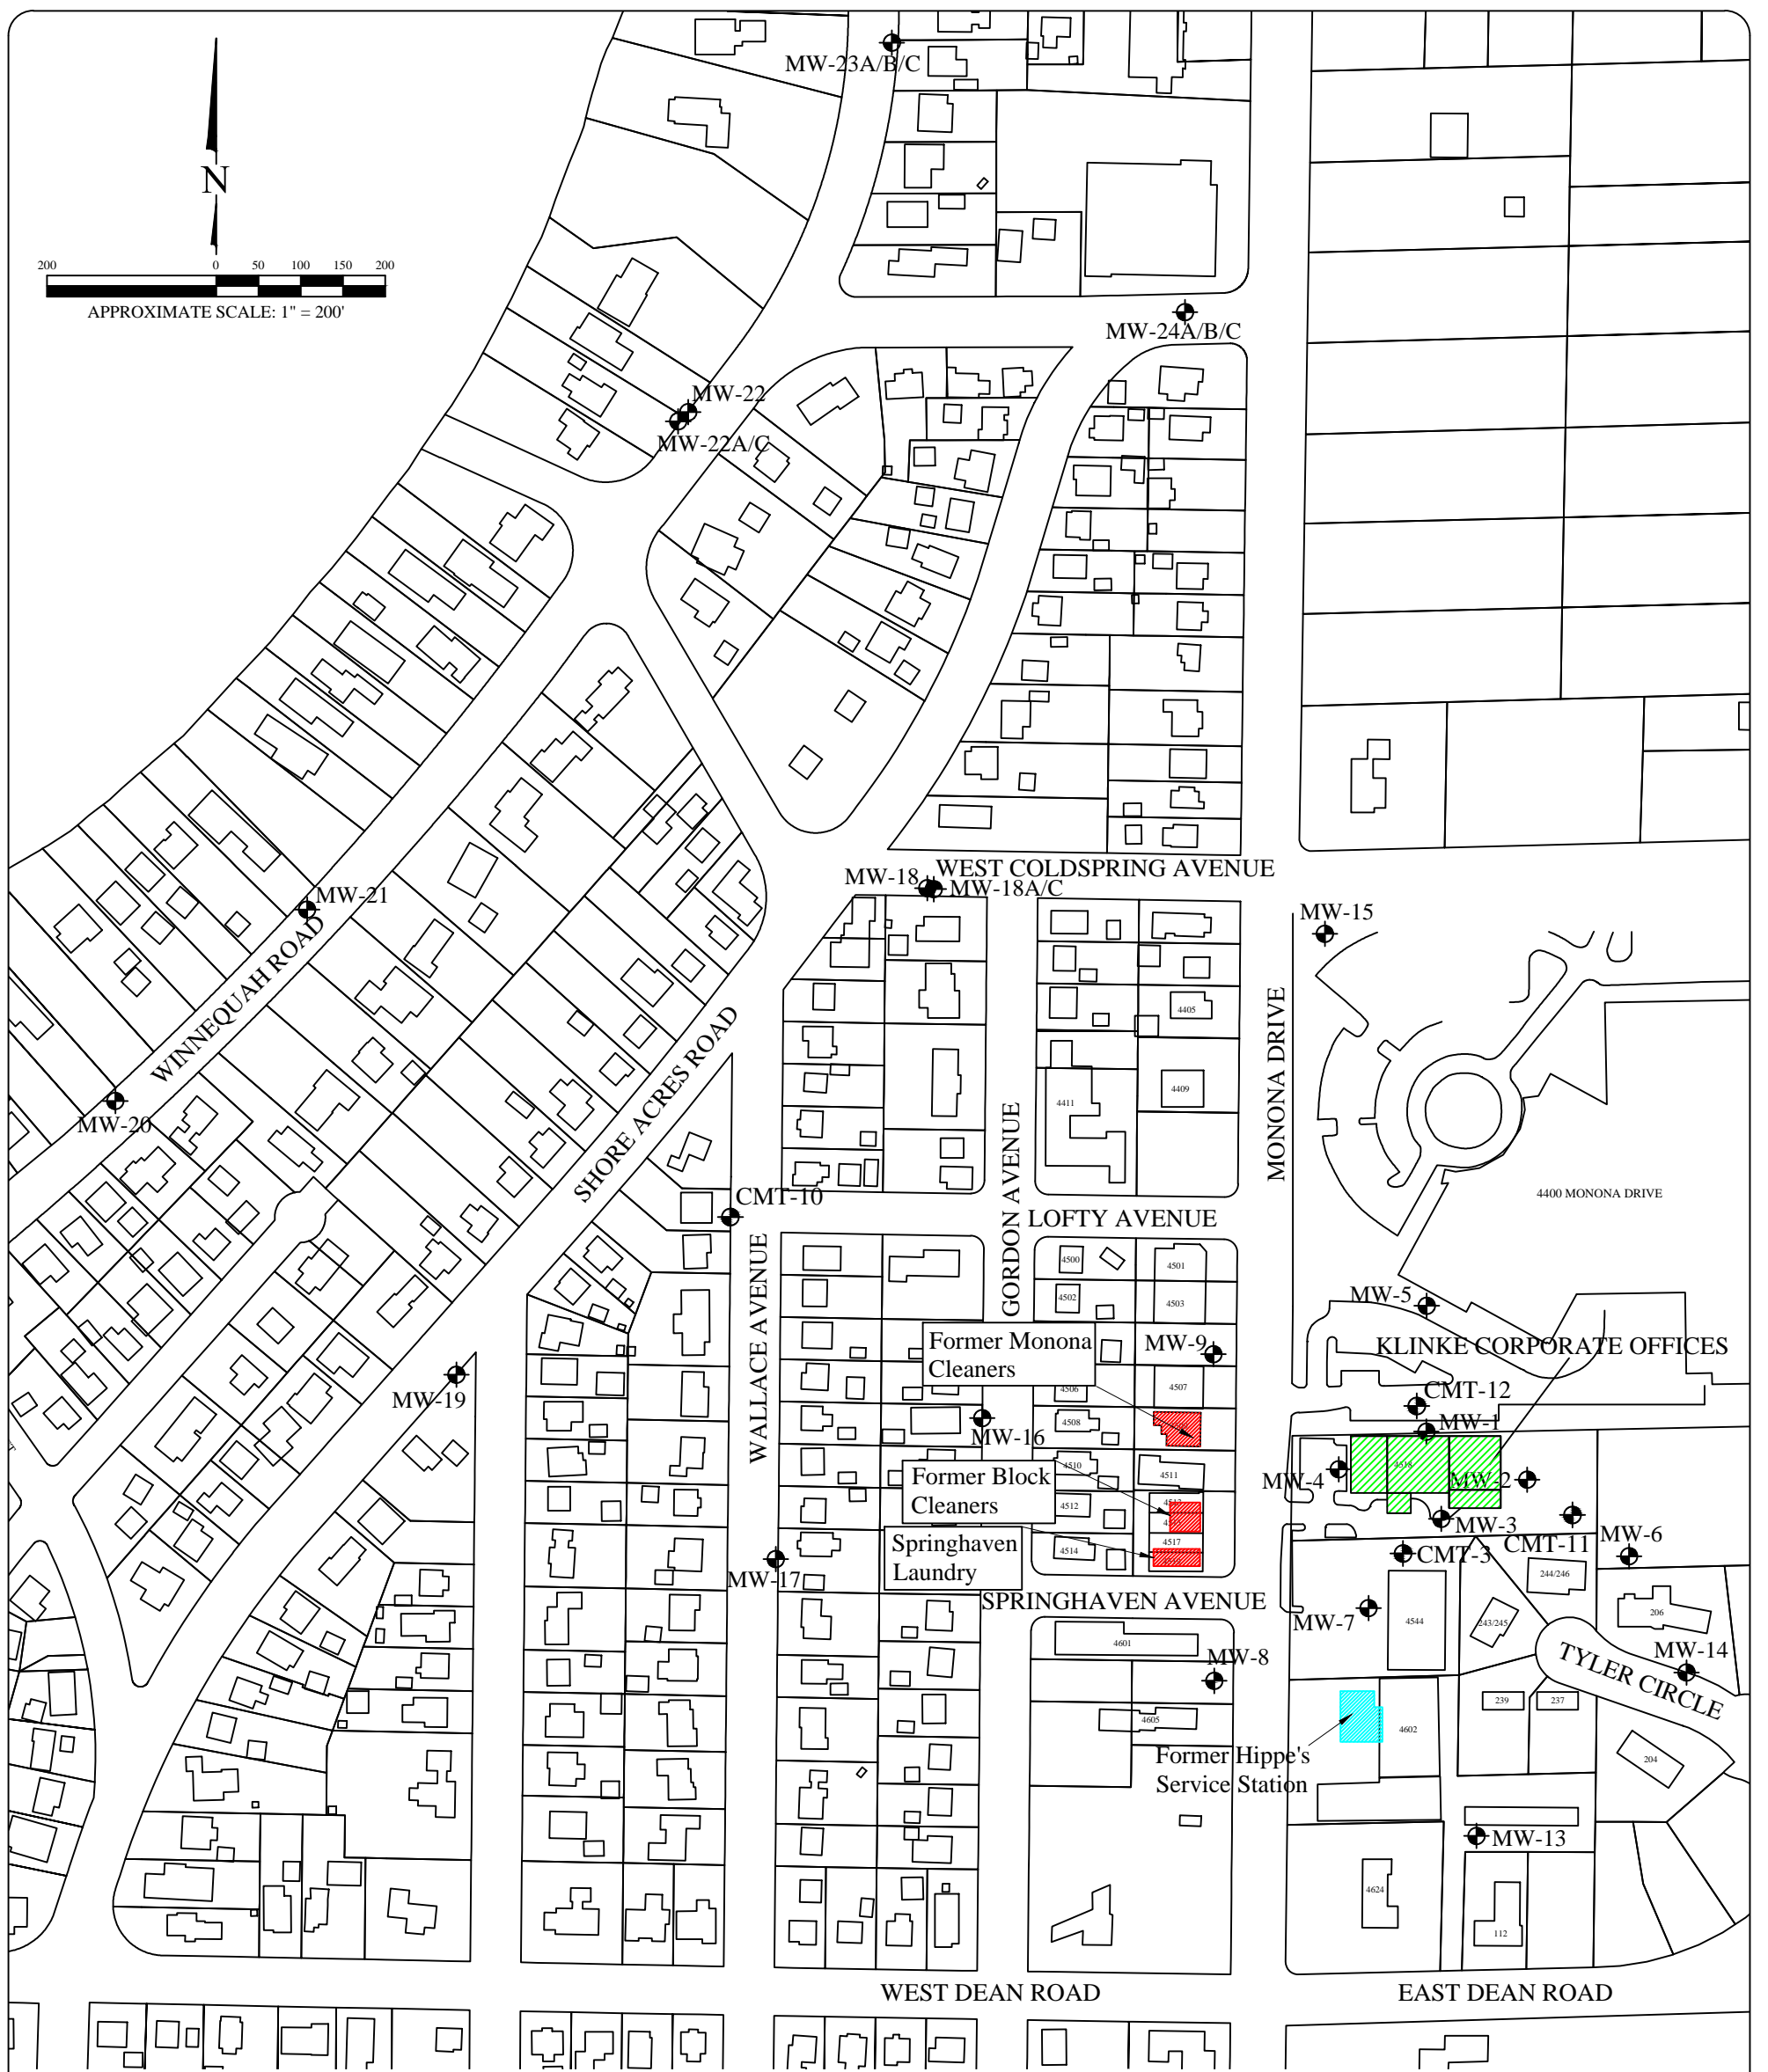 MW-23A/B/C
N
200 0 50 100 150 200
APPROXIMATE SCALE: 1" = 200'
MW-24A/B/C
MW-22
MW-22A/C
WEST COLDSPRING AVENUE
MW-18
MW-18A/C
MW-21
MW-15
WINNEQUAH ROAD
MONONA DRIVE
4405
SHORE ACRES ROAD
4409
4411
MW-20
GORDON AVENUE
4400 MONONA DRIVE
CMT-10
LOFTY AVENUE
WALLACE AVENUE
4500
4501
4502
4503
MW-5
Former Monona
Cleaners
MW-9
KLINKE CORPORATE OFFICES
MW-19
4506
4507
CMT-12
4508
MW-1
MW-16
4510
4518
Former Block
Cleaners
4511
MW-4
MW-2
4512
MW-3
Springhaven
Laundry
4517
4514
CMT-3
CMT-11
MW-6
MW-17
244/246
SPRINGHAVEN AVENUE
MW-7
4544
243/245
206
4601
MW-8
MW-14
TYLER CIRCLE
239
237
4605
4602
Former Hippe's
Service Station
204
MW-13
4624
112
WEST DEAN ROAD
EAST DEAN ROAD